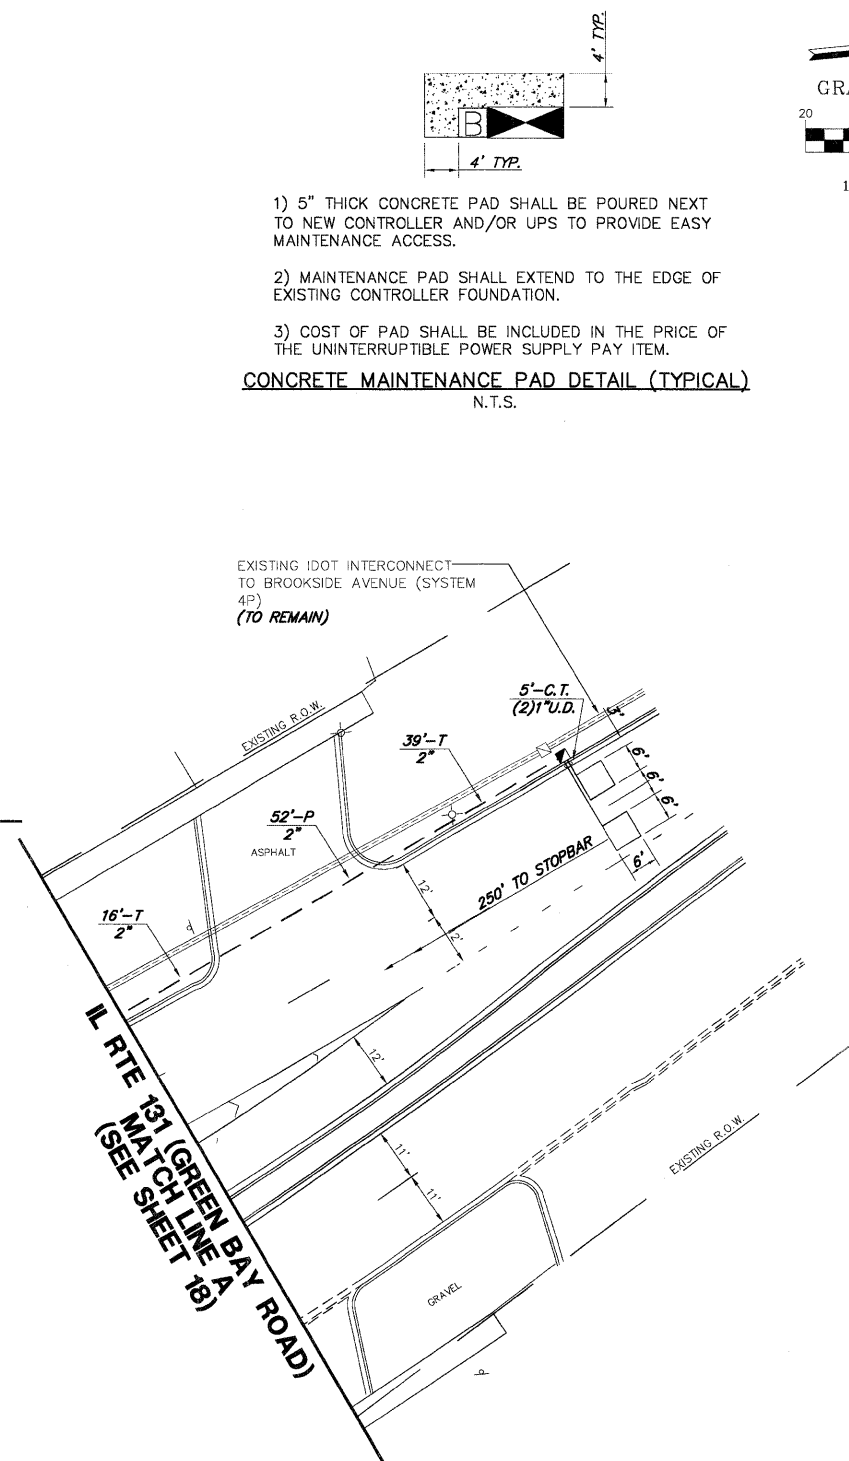 4' TYP.
GRA
20
B
4' TYP.
1
1) 5" THICK CONCRETE PAD SHALL BE POURED NEXT
TO NEW CONTROLLER AND/OR UPS TO PROVIDE EASY
MAINTENANCE ACCESS.
2) MAINTENANCE PAD SHALL EXTEND TO THE EDGE OF
EXISTING CONTROLLER FOUNDATION.
3) COST OF PAD SHALL BE INCLUDED IN THE PRICE OF
THE UNINTERRUPTIBLE POWER SUPPLY PAY ITEM.
CONCRETE MAINTENANCE PAD DETAIL (TYPICAL)
N.T.S.
EXISTING IDOT INTERCONNECT
TO BROOKSIDE AVENUE (SYSTEM
4P)
(TO REMAIN)
5'-C.T.
(2)1"U.D.
EXISTING R.O.W.
3'
39'-T
2"
6'
6'
6'
52'-P
2"
ASPHALT
6'
250' TO STOPBAR
12'
16'-T
2"
12'
12'
11'
11'
EXISTING R.O.W.
GRAVEL
IL RTE 131 (GREEN BAY ROAD)
MATCH LINE A
(SEE SHEET 18)